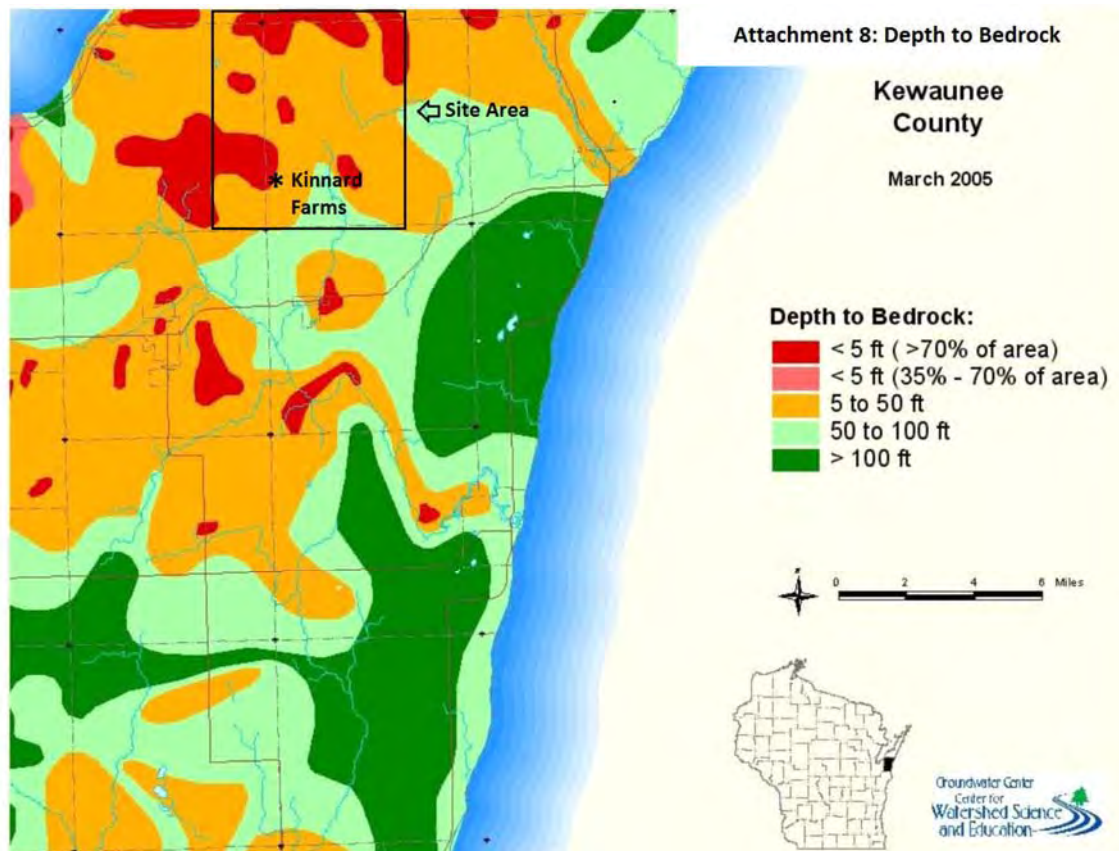 Attachment 8: Depth to Bedrock
Kewaunee
County
March 2005
Site Area
* Kinnard
Farms
Depth to Bedrock:
< 5 ft ( >70% of area)
< 5 ft (35% - 70% of area)
5 to 50 ft
50 to 100 ft
> 100 ft
N
0 2 4 6 Miles
Groundwater Center
Center for
Watershed Science
and Education